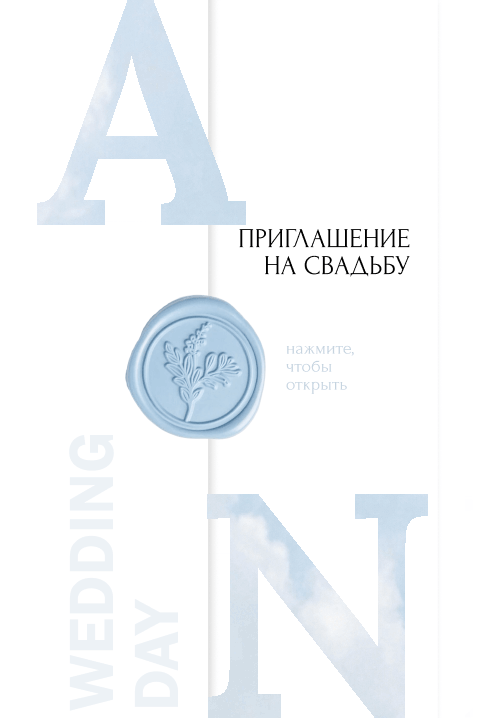 A
ПРИГЛАШЕНИЕ
НА СВАДЬБУ
нажмите,
чтобы
открыть
WEDDING
DAY
N